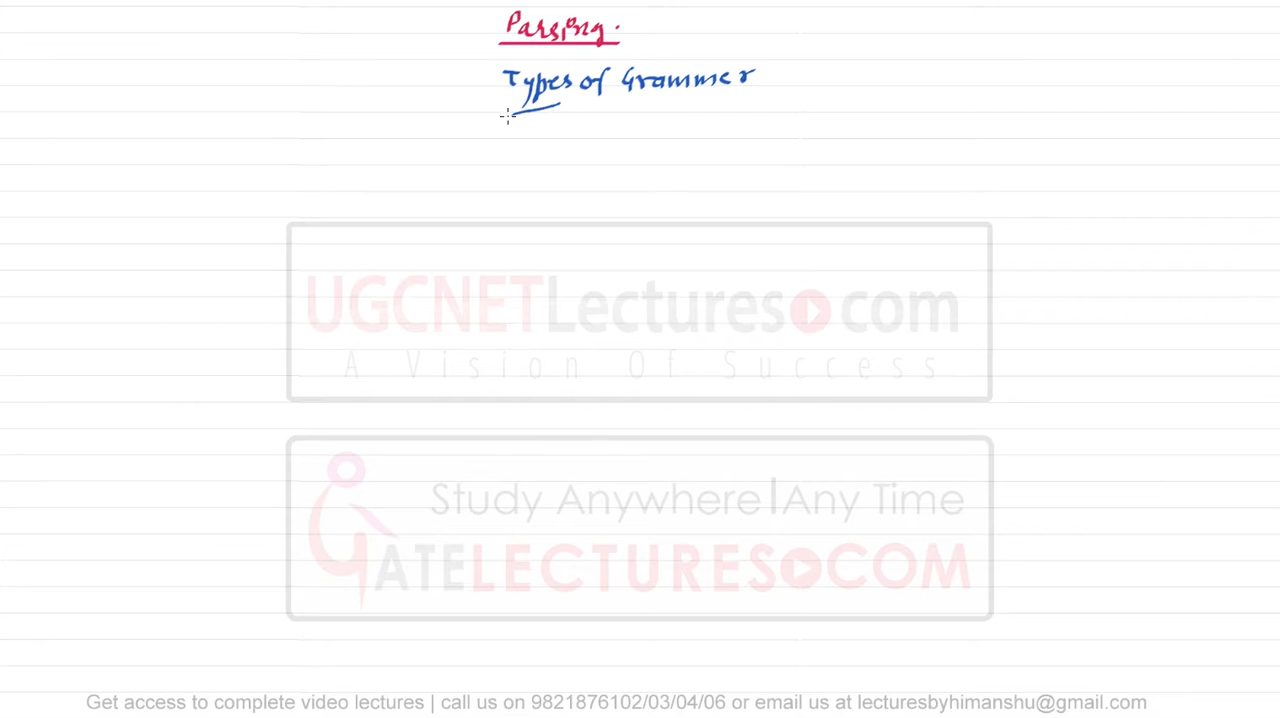 Parsing.
Types of Grammer
UGCNETLectures.com
A Vision Of Success
Study Anywhere|Any Time
GATELECTURES.COM
Get access to complete video lectures | call us on 9821876102/03/04/06 or email us at lecturesbyhimanshu@gmail.com